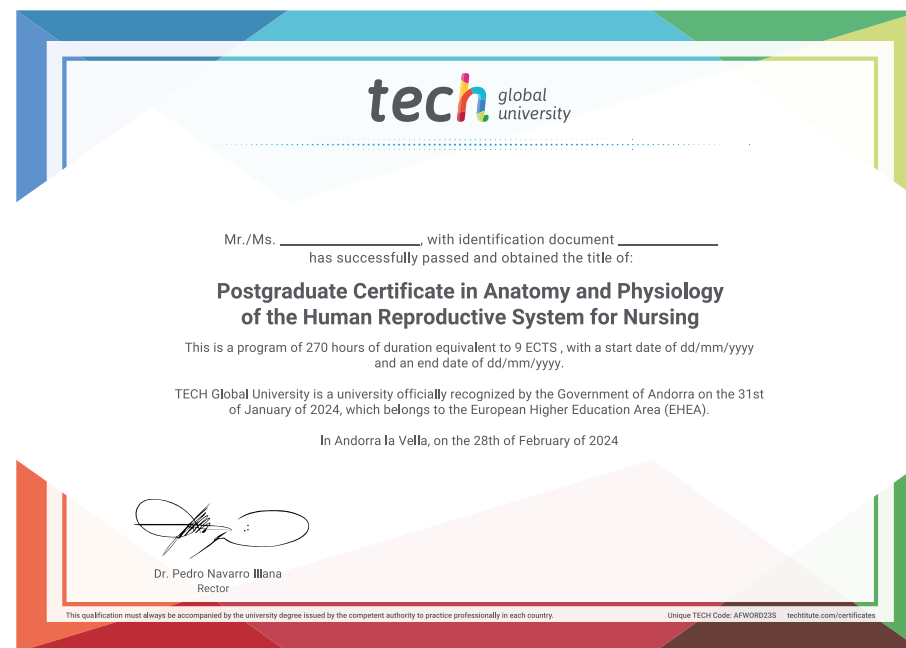 tech global
university
Mr./Ms. ____________, with identification document ____________
has successfully passed and obtained the title of:
Postgraduate Certificate in Anatomy and Physiology
of the Human Reproductive System for Nursing
This is a program of 270 hours of duration equivalent to 9 ECTS , with a start date of dd/mm/yyyy
and an end date of dd/mm/yyyy.
TECH Global University is a university officially recognized by the Government of Andorra on the 31st
of January of 2024, which belongs to the European Higher Education Area (EHEA).
In Andorra la Vella, on the 28th of February of 2024
Dr. Pedro Navarro Illana
Rector
This qualification must always be accompanied by the university degree issued by the competent authority to practice professionally in each country.
Unique TECH Code: AFWORD23S techtitute.com/certificates